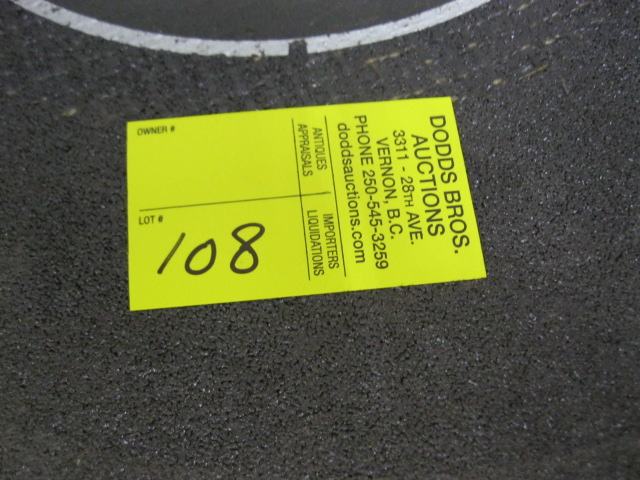 DODDS BROS.
AUCTIONS
3311 - 28TH AVE.
VERNON, B.C.
PHONE 250-545-3259
doddsauctions.com
ANTIQUES
APPRAISALS
IMPORTERS
LIQUIDATIONS
OWNER #
LOT #
108